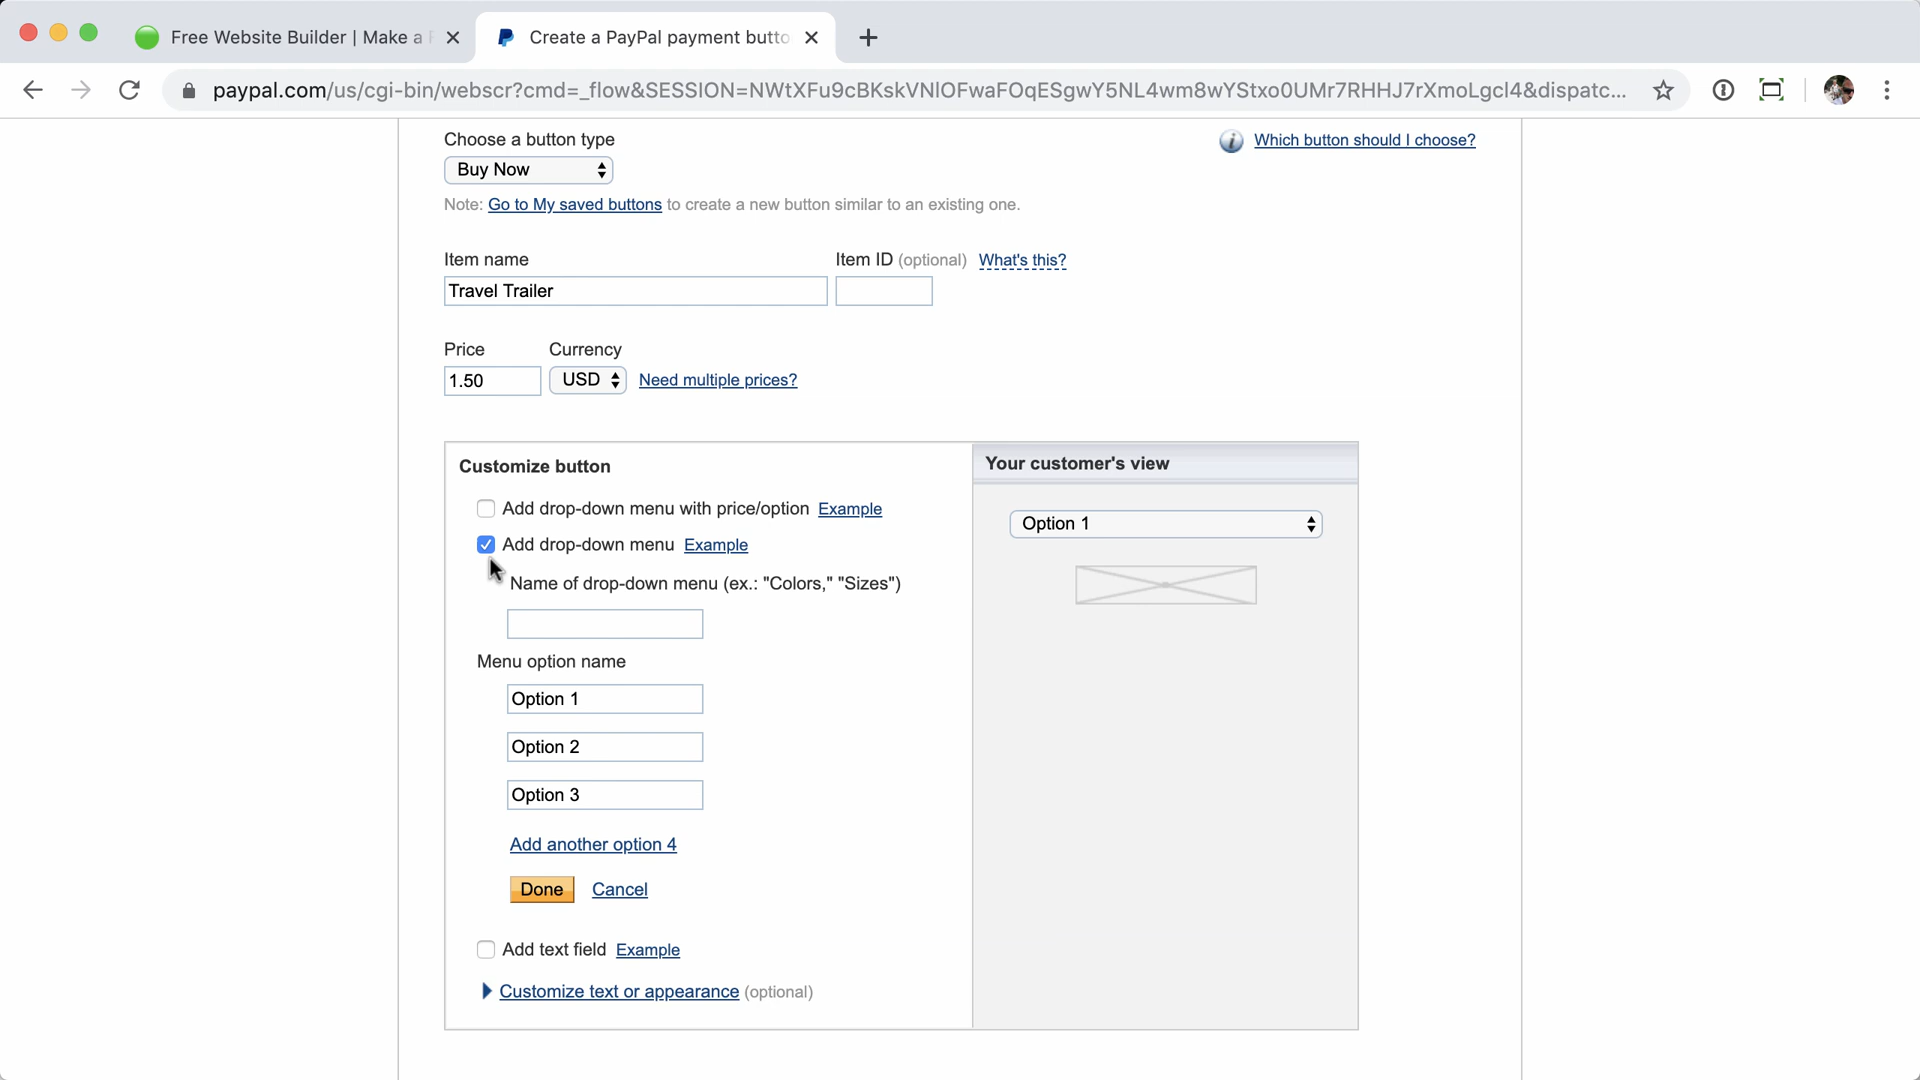 Free Website Builder | Make a
Create a PayPal payment butto
paypal.com/us/cgi-bin/webscr?cmd=_flow&SESSION=NWtXFu9cBKskVNlOFwaFOqESgwY5NL4wm8wYStxo0UMr7RHHJ7rXmoLgcl4&dispatc...
Choose a button type
Which button should I choose?
Buy Now
Note: Go to My saved buttons to create a new button similar to an existing one.
Item name
Item ID (optional) What's this?
Travel Trailer
Price
Currency
1.50
USD
Need multiple prices?
Customize button
Your customer's view
Add drop-down menu with price/option Example
Option 1
Add drop-down menu Example
Name of drop-down menu (ex.: "Colors," "Sizes")
Menu option name
Option 1
Option 2
Option 3
Add another option 4
Done
Cancel
Add text field Example
Customize text or appearance (optional)